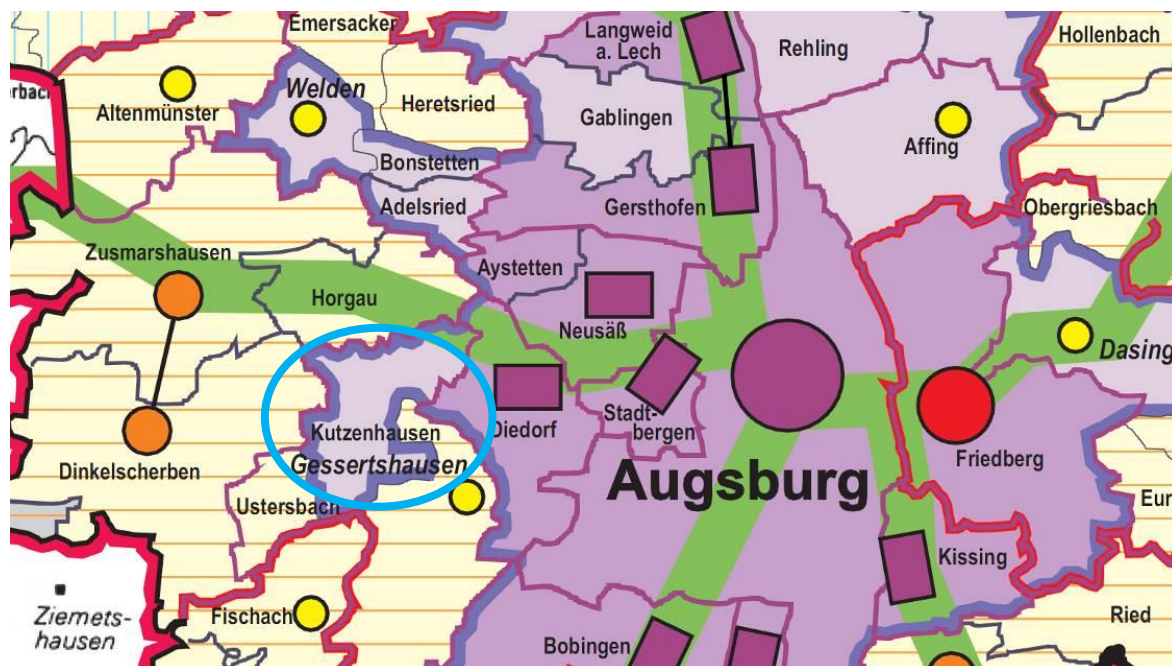 Emersacker
Langweid
a. Lech
Rehling
Hollenbach
Welden
Altenmünster
Heretsried
Gablingen
Affing
Bonstetten
Adelsried
Gersthofen
Obergriesbach
Zusmarshausen
Aystetten
Horgau
Neusäß
Dasing
Stadt-
bergen
Diedorf
Kutzenhausen
Gessertshausen
Dinkelscherben
Friedberg
Augsburg
Ustersbach
Eur
Kissing
Ziemets-
hausen
Fischach
Ried
Bobingen